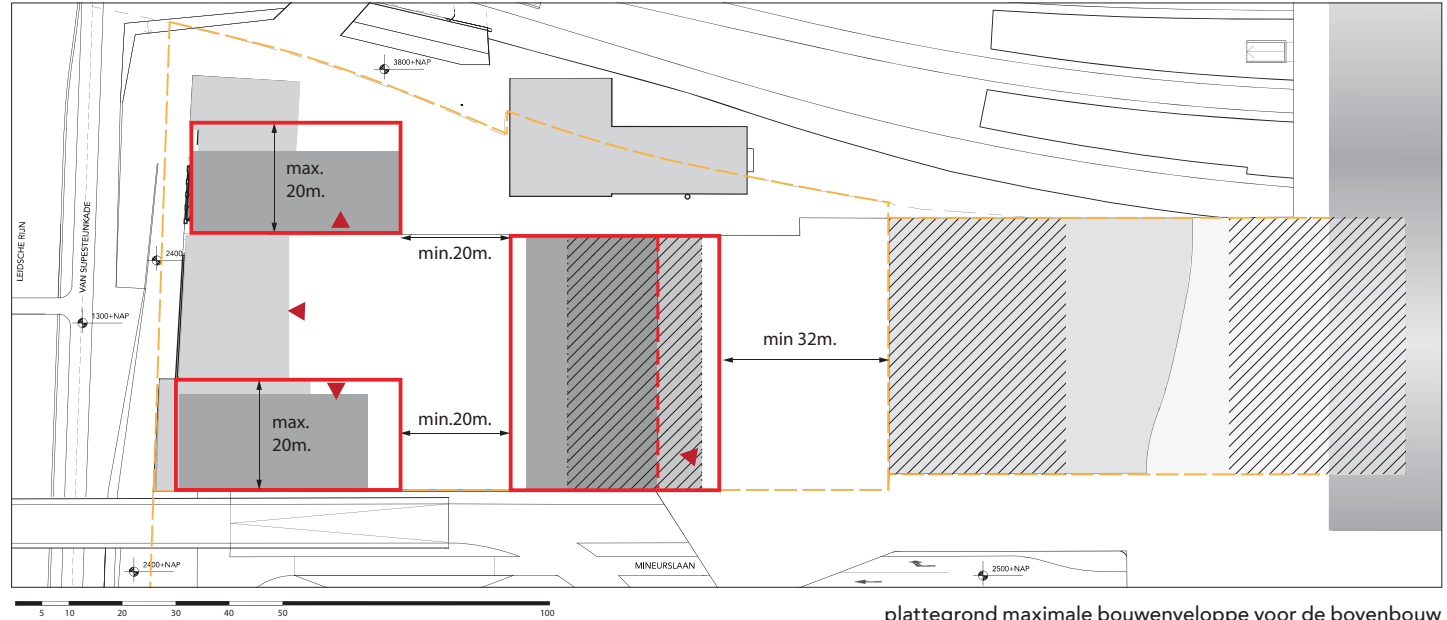 3800+NAP
max.
20m.
LEIDSCHE RIJN
VAN SIJPESTEIJNKADE
2400
min.20m.
1300+NAP
min 32m.
max.
20m.
min.20m.
2400+NAP
MINEURSLAAN
2500+NAP
5 10 20 30 40 50 100
plattegrond maximale bouwenveloppe voor de bovenbouw